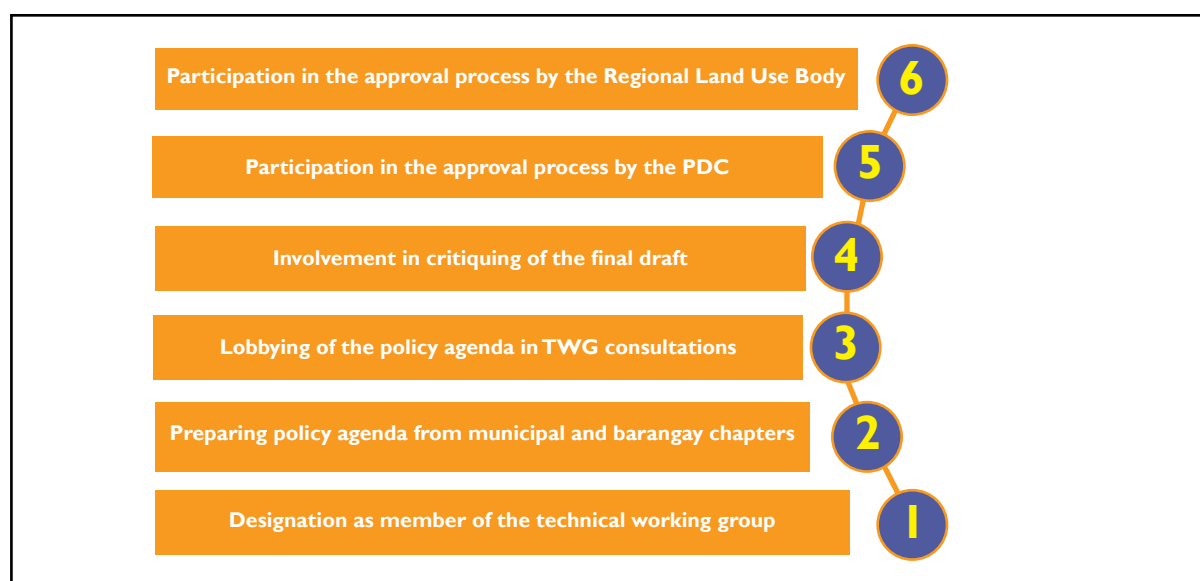 Participation in the approval process by the Regional Land Use Body
6
Participation in the approval process by the PDC
5
Involvement in critiquing of the final draft
4
Lobbying of the policy agenda in TWG consultations
3
Preparing policy agenda from municipal and barangay chapters
2
Designation as member of the technical working group
1